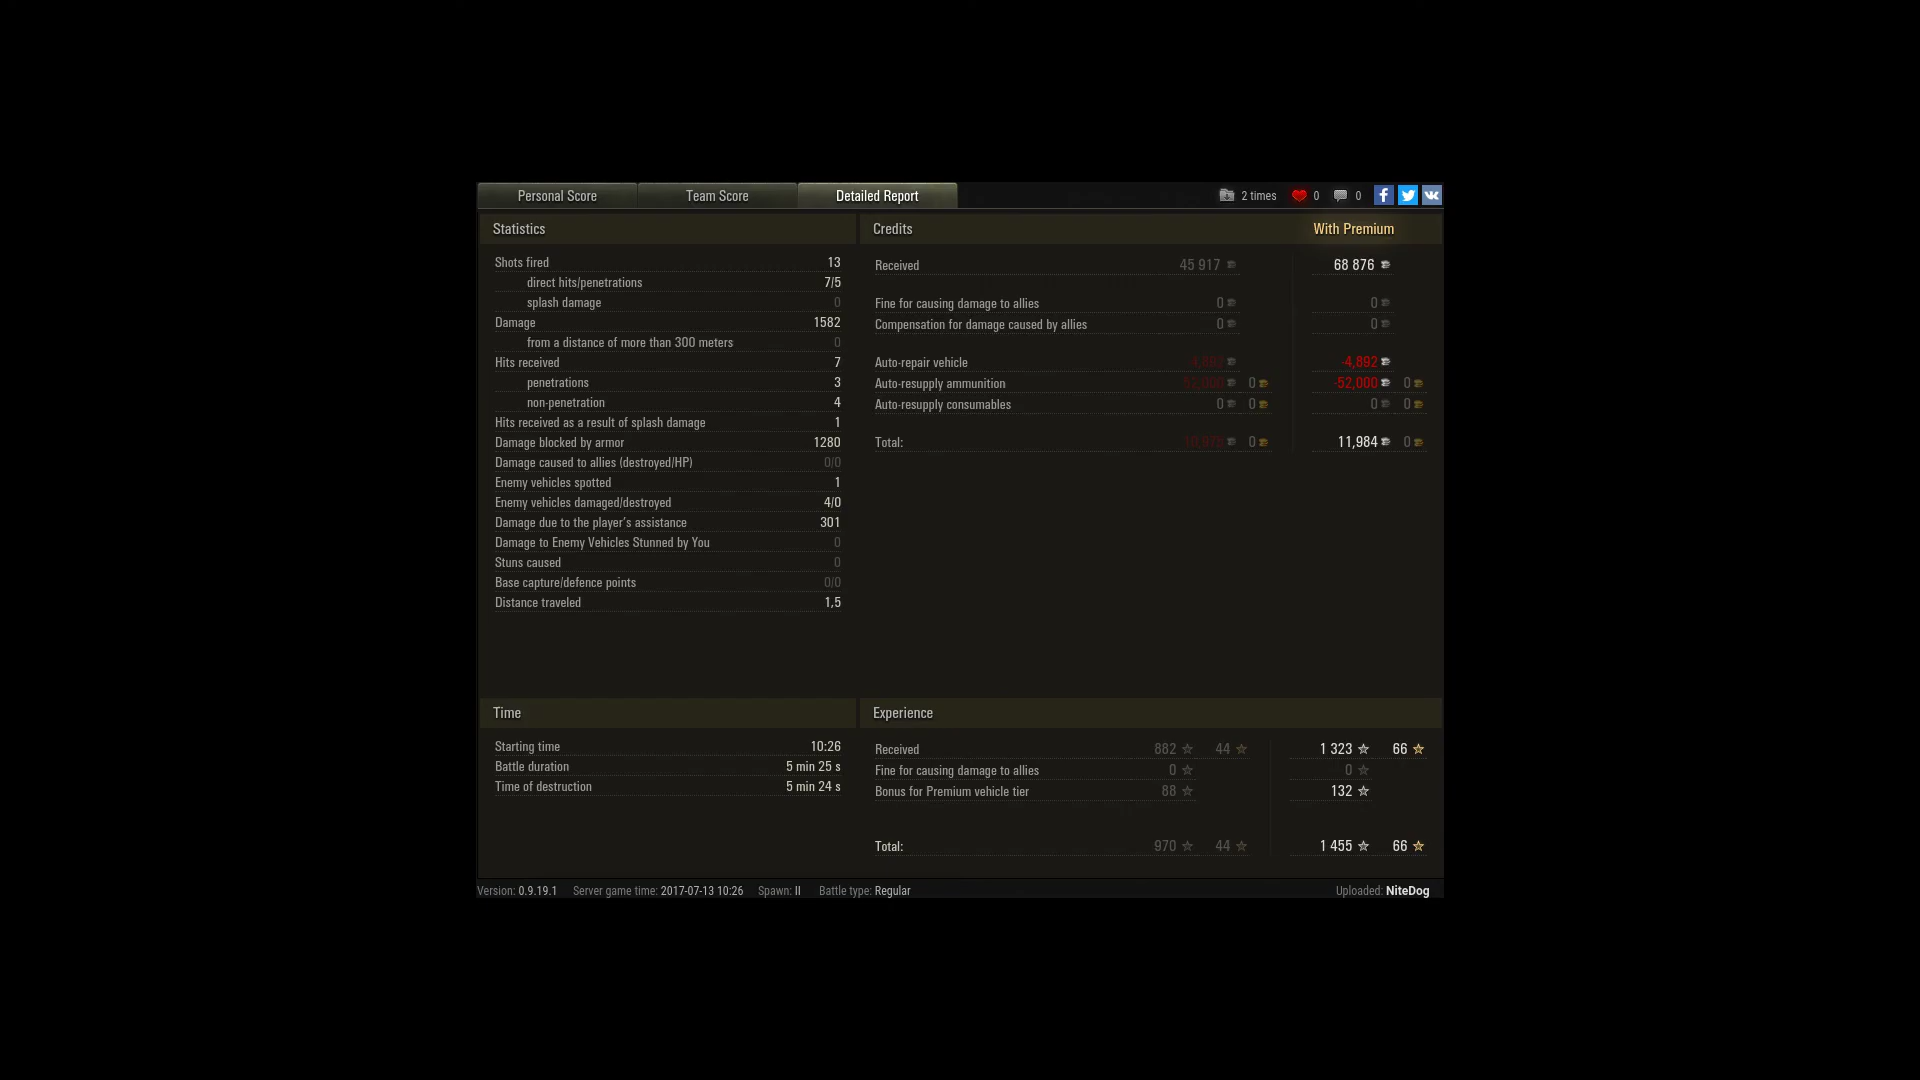 Personal Score Team Score Detailed Report 2 times 0 0
Statistics
Shots fired 13
direct hits/penetrations 7/5
splash damage 0
Damage 1582
from a distance of more than 300 meters 0
Hits received 7
penetrations 3
non-penetration 4
Hits received as a result of splash damage 1
Damage blocked by armor 1280
Damage caused to allies (destroyed/HP) 0/0
Enemy vehicles spotted 1
Enemy vehicles damaged/destroyed 4/0
Damage due to the player's assistance 301
Damage to Enemy Vehicles Stunned by You 0
Stuns caused 0
Base capture/defence points 0/0
Distance traveled 1,5
Credits With Premium
Received 45 917 68 876
Fine for causing damage to allies 0 0
Compensation for damage caused by allies 0 0
Auto-repair vehicle -4,892 -4,892
Auto-resupply ammunition -52,000 0 -52,000 0
Auto-resupply consumables 0 0 0 0
Total: 0 11,984 0
Time
Starting time 10:26
Battle duration 5 min 25 s
Time of destruction 5 min 24 s
Experience
Received 882 44 1 323 66
Fine for causing damage to allies 0 0
Bonus for Premium vehicle tier 88 132
Total: 970 44 1 455 66
Version: 0.9.19.1 Server game time: 2017-07-13 10:26 Spawn: II Battle type: Regular Uploaded: NiteDog